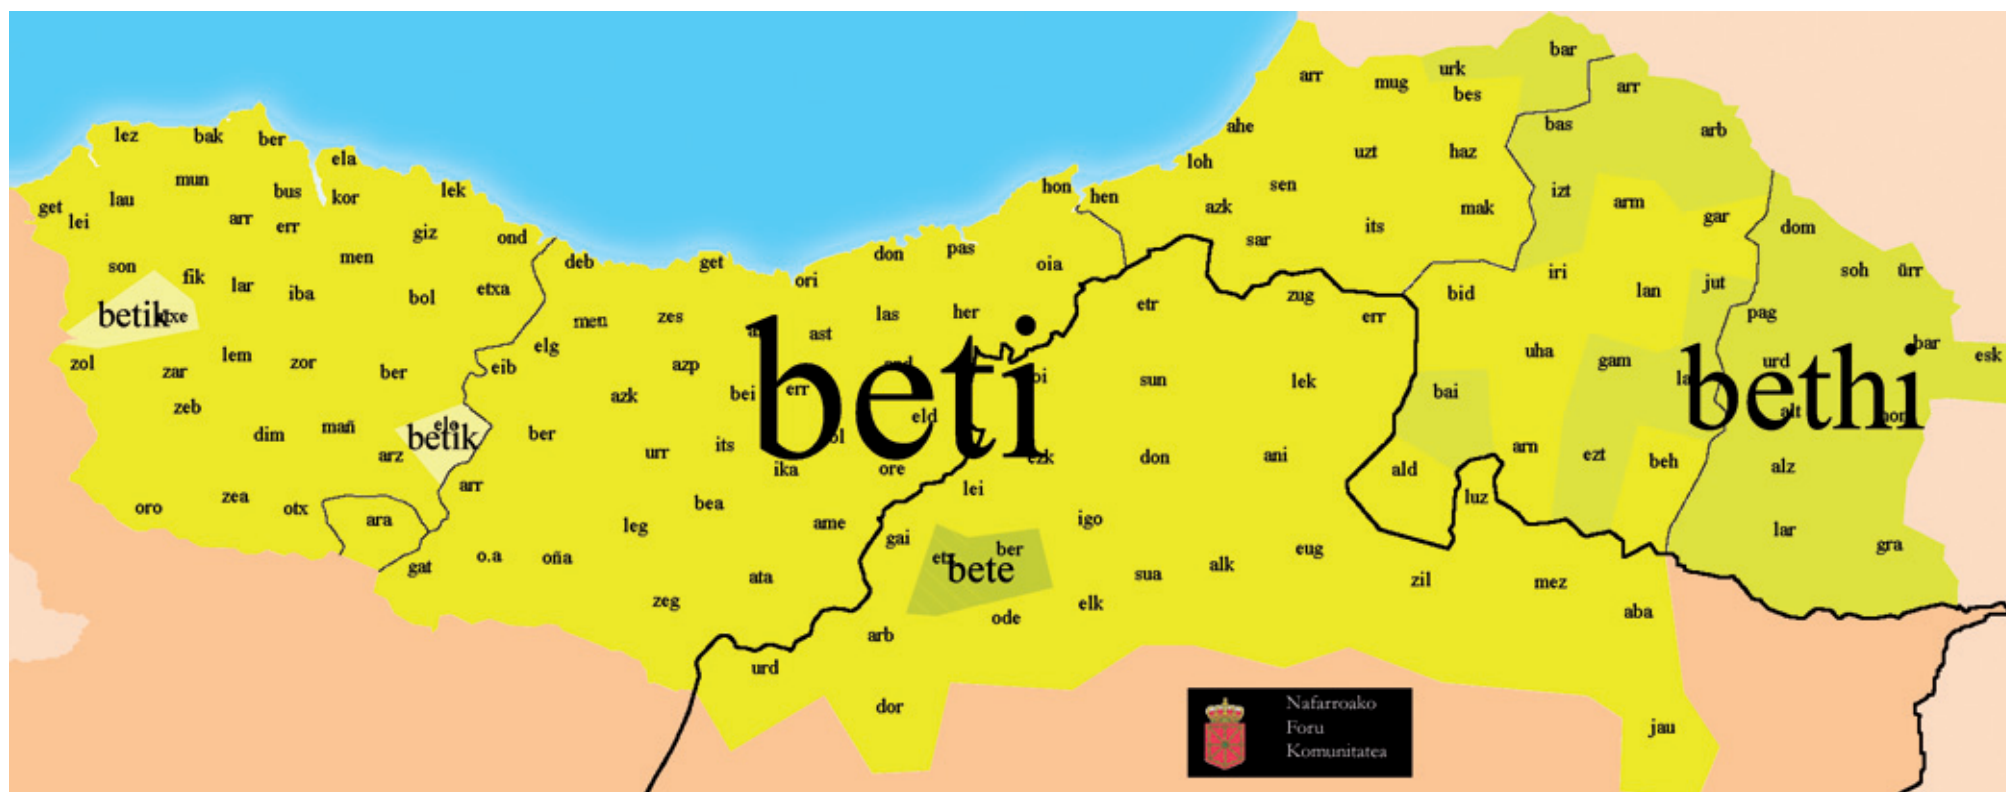 bar
arr
mug
urk
bes
arr
lez
bak
ber
ahe
bas
arb
ela
mun
loh
uzt
haz
lau
bus
kor
lek
hon
hen
sen
izt
get
lei
arr
err
giz
ond
azk
its
mak
arm
gar
dom
son
fik
lar
iba
men
bol
etxa
deb
get
ori
don
pas
oia
sar
iri
lan
jut
soh
ürr
betik
men
zes
ast
las
her
etr
zug
err
bid
pag
zol
zar
lem
zor
ber
eib
elg
azp
beti
sun
lek
uha
gam
bethi
urd
bar
esk
zeb
dim
mañ
betik
arz
ber
azk
bei
err
eld
bai
alt
urr
its
ika
ore
ezk
don
ani
ald
arn
ezt
beh
alz
oro
zea
otx
ara
arr
leg
bea
ame
lei
gai
igo
luz
lar
gra
gat
o.a
oña
zeg
ata
ber
bete
sua
alk
eug
zil
mez
aba
arb
ode
elk
urd
dor
jau
Nafarroako
Foru
Komunitatea